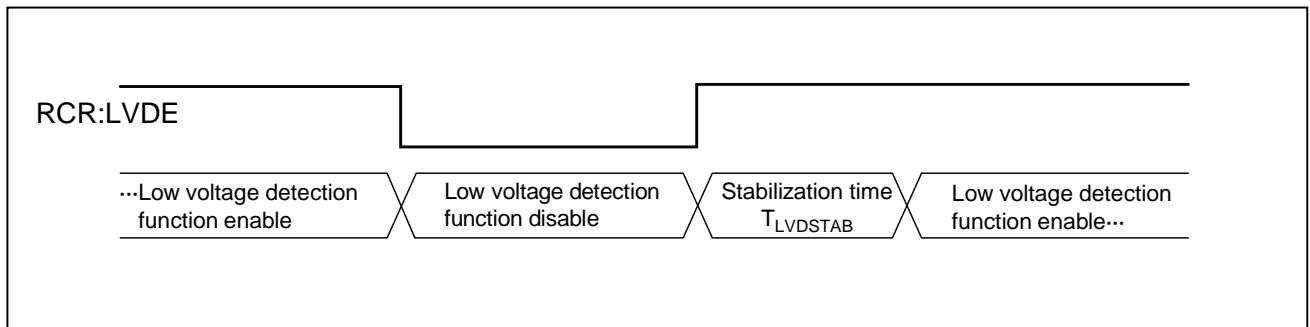 RCR:LVDE
···Low voltage detection
function enable
Low voltage detection
function disable
Stabilization time
TLVDSTAB
Low voltage detection
function enable···